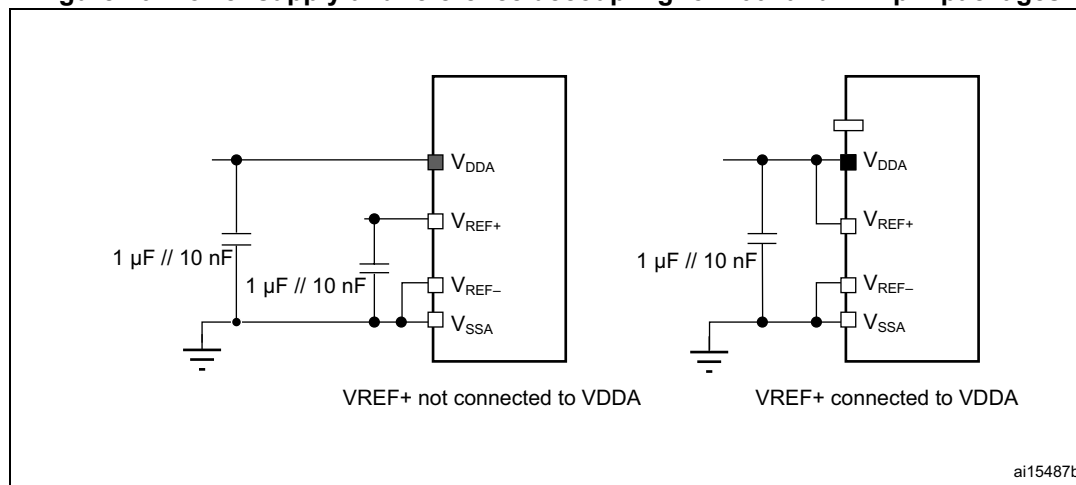 V_DDA
V_REF+
1 µF // 10 nF
1 µF // 10 nF
V_REF–
V_SSA
VREF+ not connected to VDDA
V_DDA
V_REF+
1 µF // 10 nF
V_REF–
V_SSA
VREF+ connected to VDDA
ai15487b